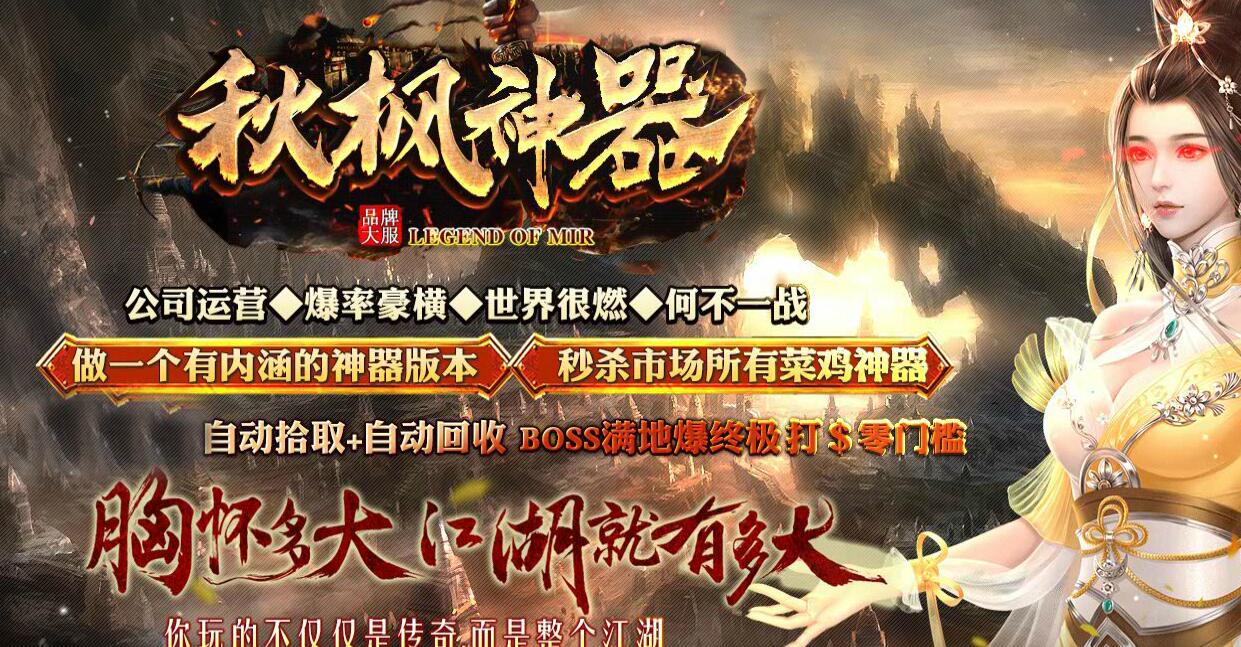 秋枫神器
品牌大服 LEGEND OF MIR
公司运营◆爆率豪横◆世界很燃◆何不一战
做一个有内涵的神器版本 秒杀市场所有菜鸡神器
自动拾取+自动回收 BOSS满地爆终极打$零门槛
胸怀多大 江湖就有多大
你玩的不仅仅是传奇,而是整个江湖